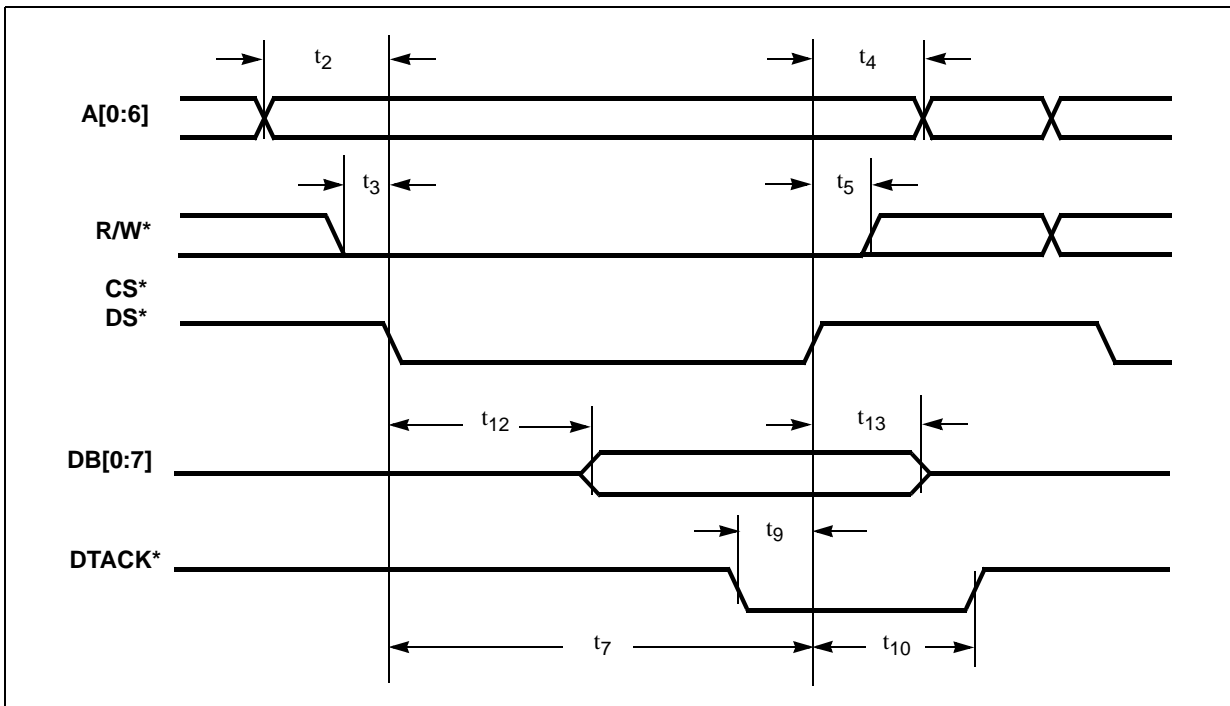 t2
t4
A[0:6]
t3
t5
R/W*
CS*
DS*
t12
t13
DB[0:7]
t9
DTACK*
t7
t10